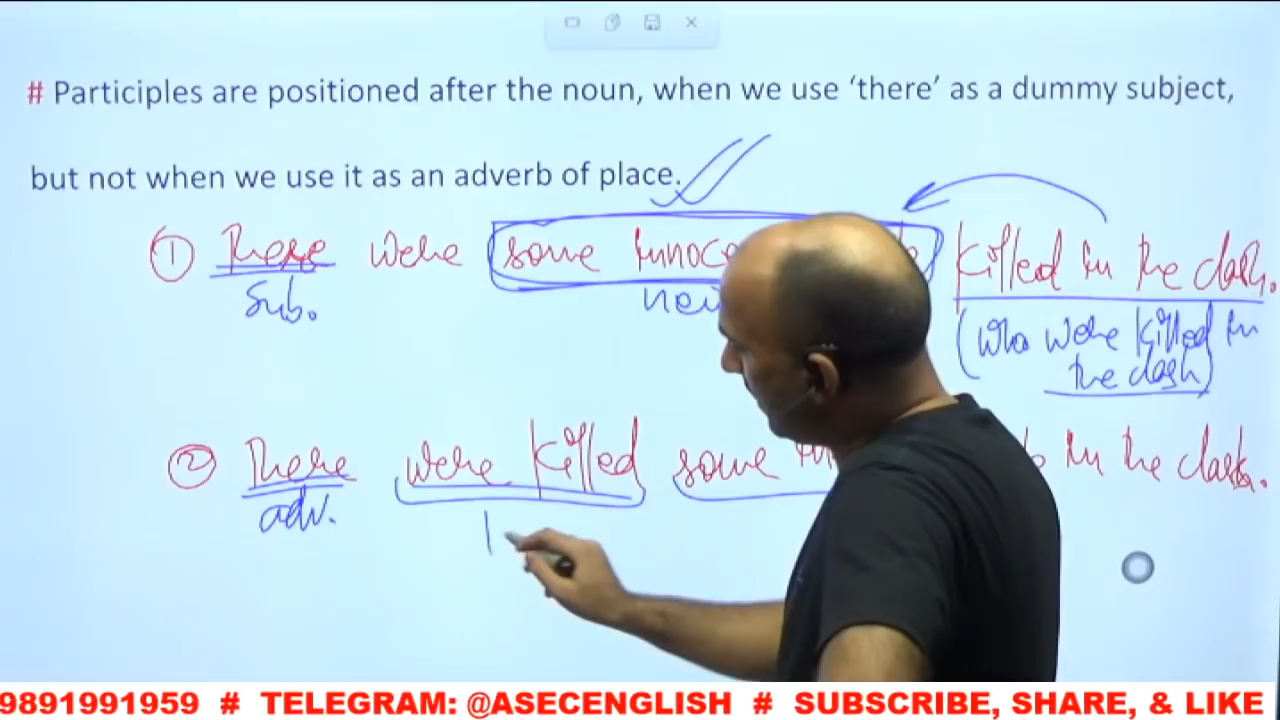 # Participles are positioned after the noun, when we use ‘there’ as a dummy subject,
but not when we use it as an adverb of place.
① There were some killed in the clash.
Sub.
(who were killed in
the clash)
② There were killed some in the clash.
adv.
9891991959 # TELEGRAM: @ASECENGLISH # SUBSCRIBE, SHARE, & LIKE